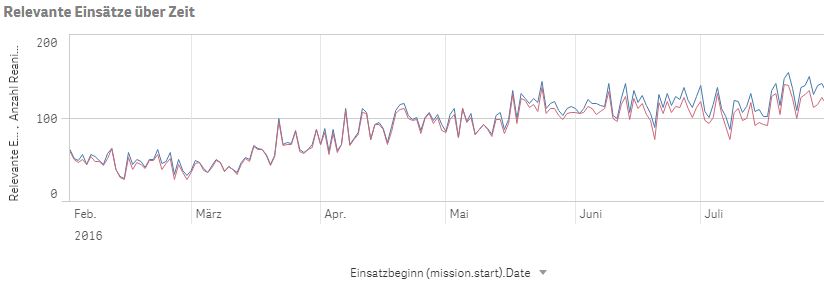 Relevante Einsätze über Zeit
Relevante E... , Anzahl Reani...
200
100
0
Feb.
März
Apr.
Mai
Juni
Juli
2016
Einsatzbeginn (mission.start).Date